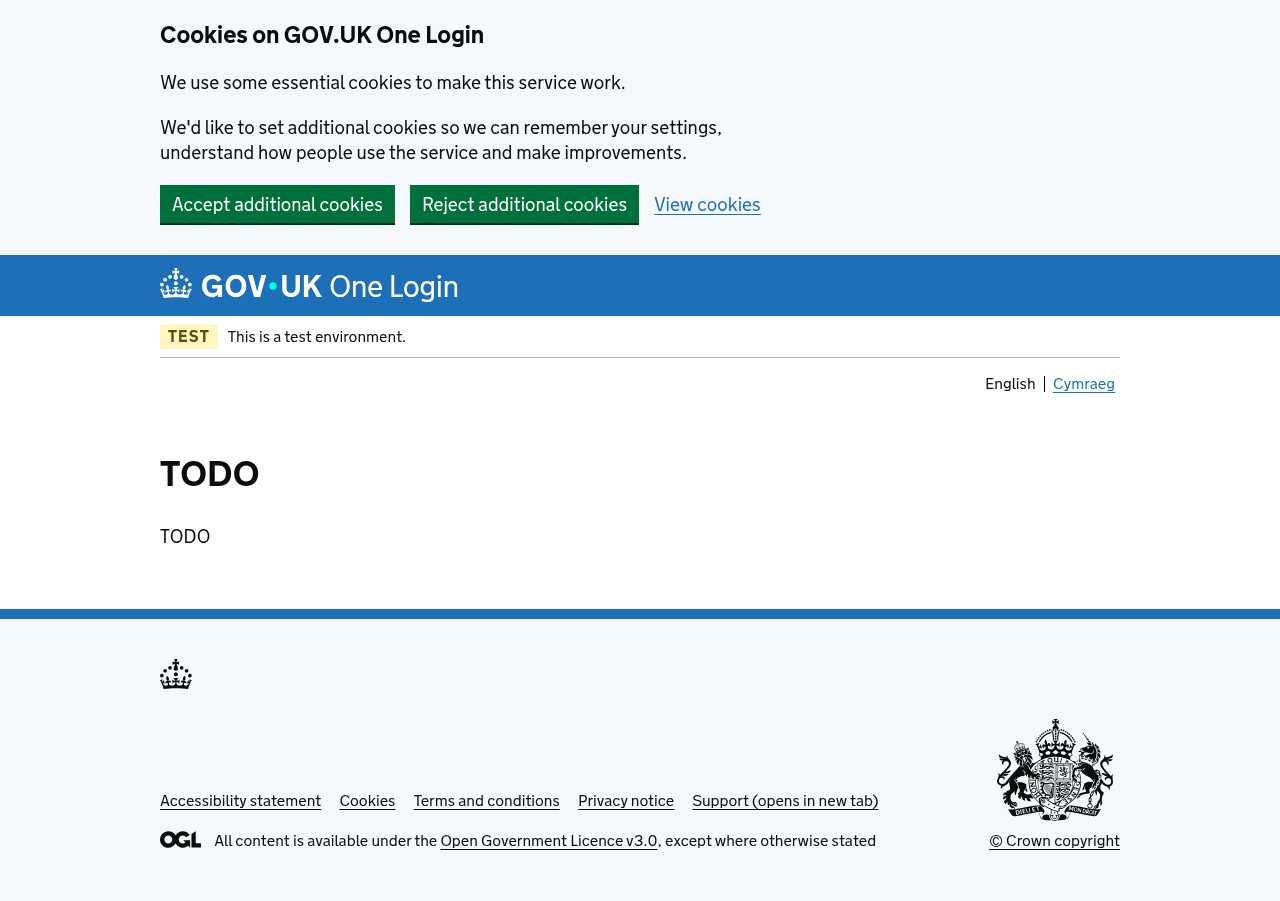 Cookies on GOV.UK One Login
We use some essential cookies to make this service work.
We'd like to set additional cookies so we can remember your settings,
understand how people use the service and make improvements.
Accept additional cookies Reject additional cookies View cookies
GOV·UK One Login
TEST This is a test environment.
English Cymraeg
TODO
TODO
Accessibility statement Cookies Terms and conditions Privacy notice Support (opens in new tab)
OGL All content is available under the Open Government Licence v3.0, except where otherwise stated
© Crown copyright